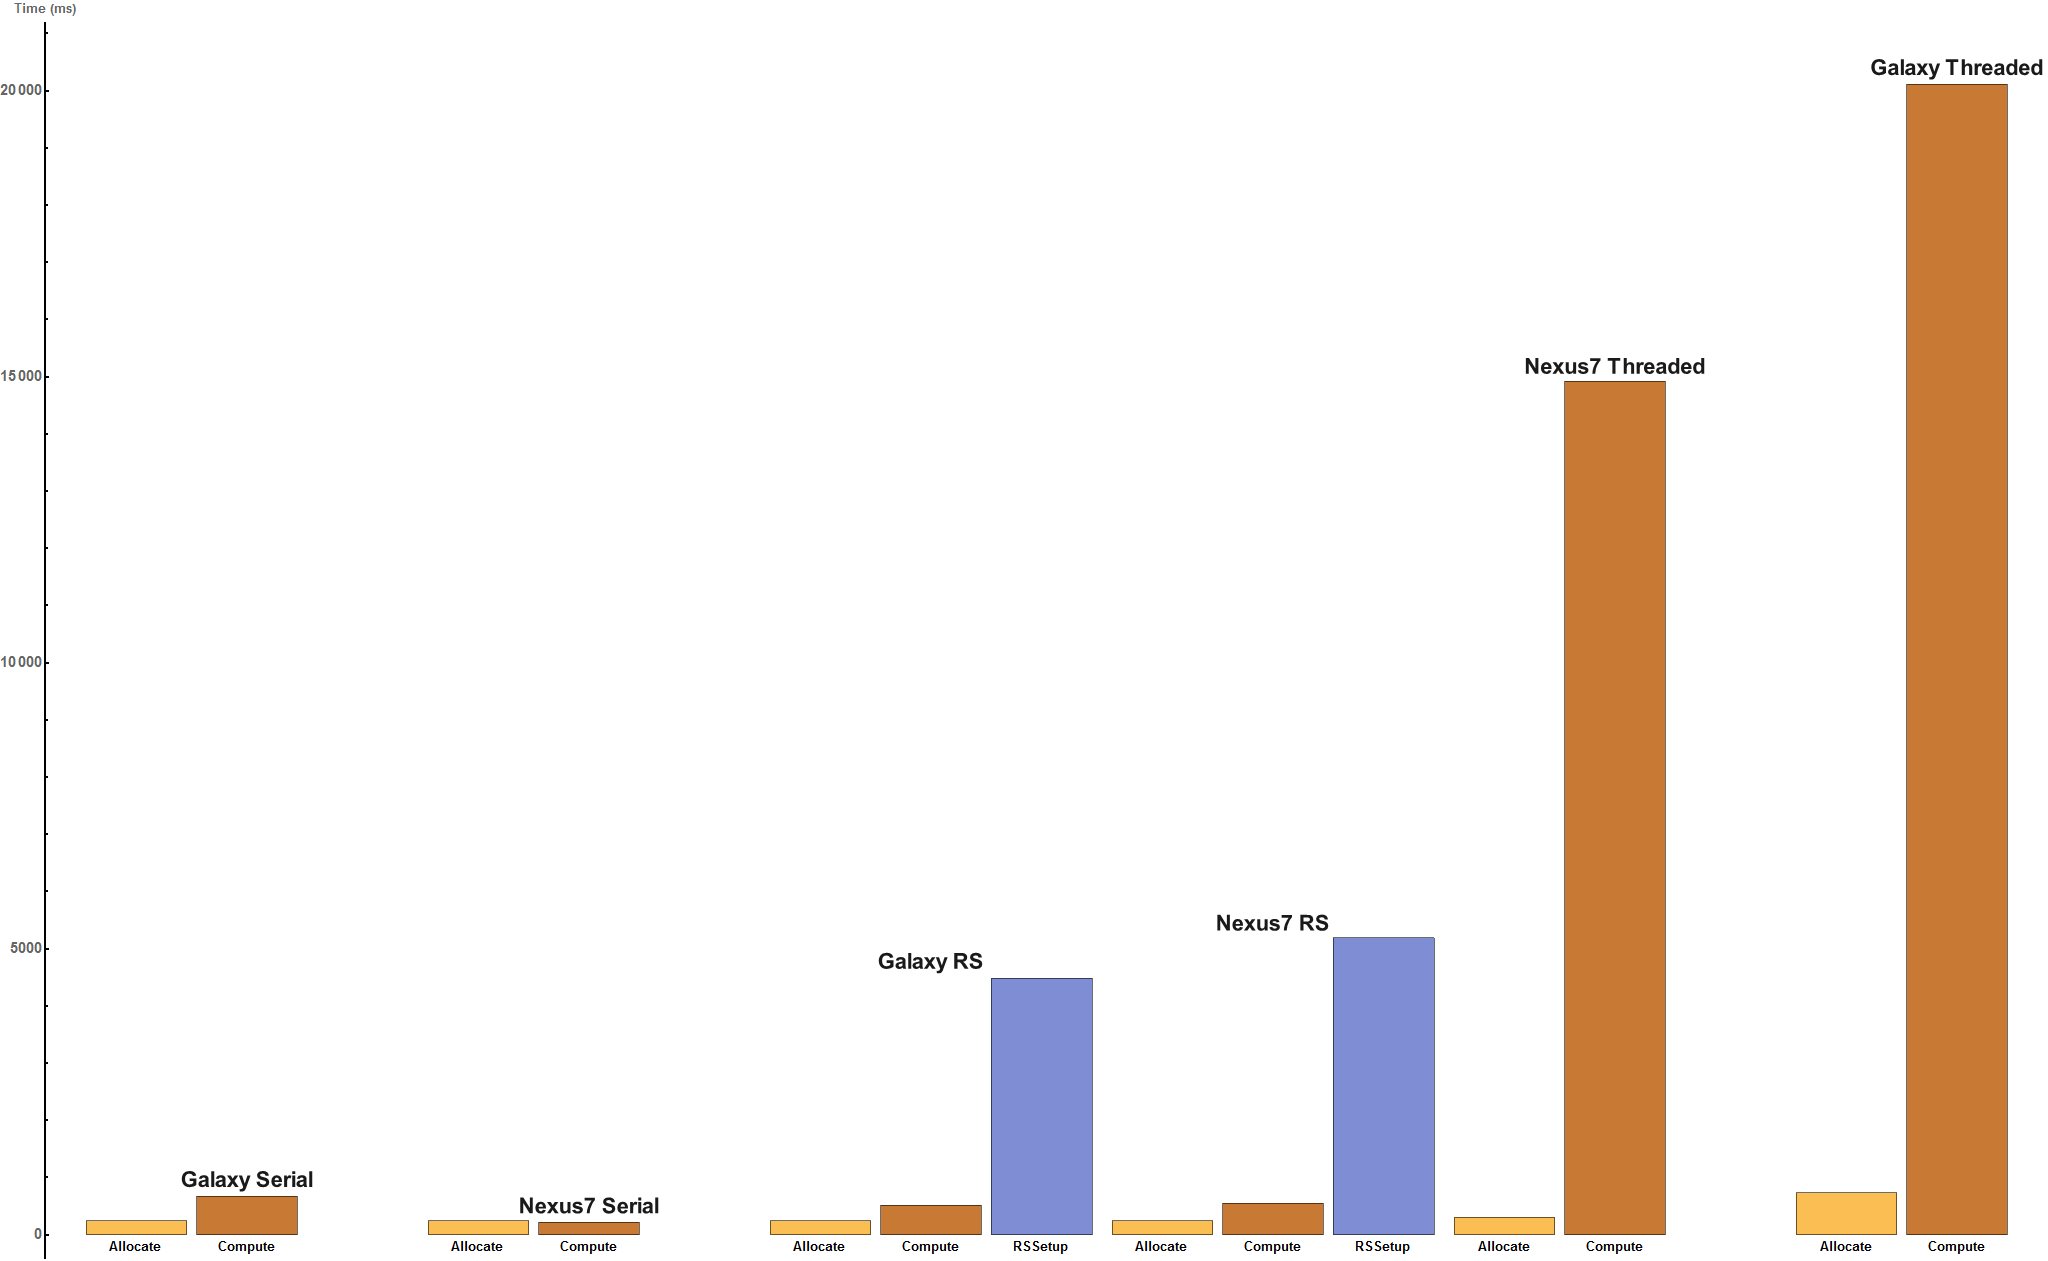 Time (ms)
20000
15000
10000
5000
0
Galaxy Threaded
Nexus7 Threaded
Nexus7 RS
Galaxy RS
Galaxy Serial
Nexus7 Serial
Allocate Compute Allocate Compute Allocate Compute RSSetup Allocate Compute RSSetup Allocate Compute Allocate Compute